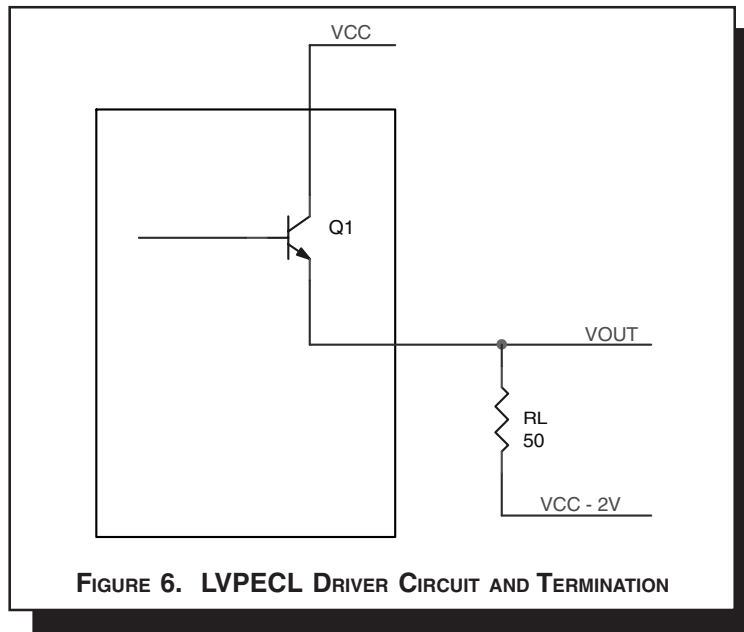 VCC
Q1
VOUT
RL
50
VCC - 2V
FIGURE 6. LVPECL DRIVER CIRCUIT AND TERMINATION